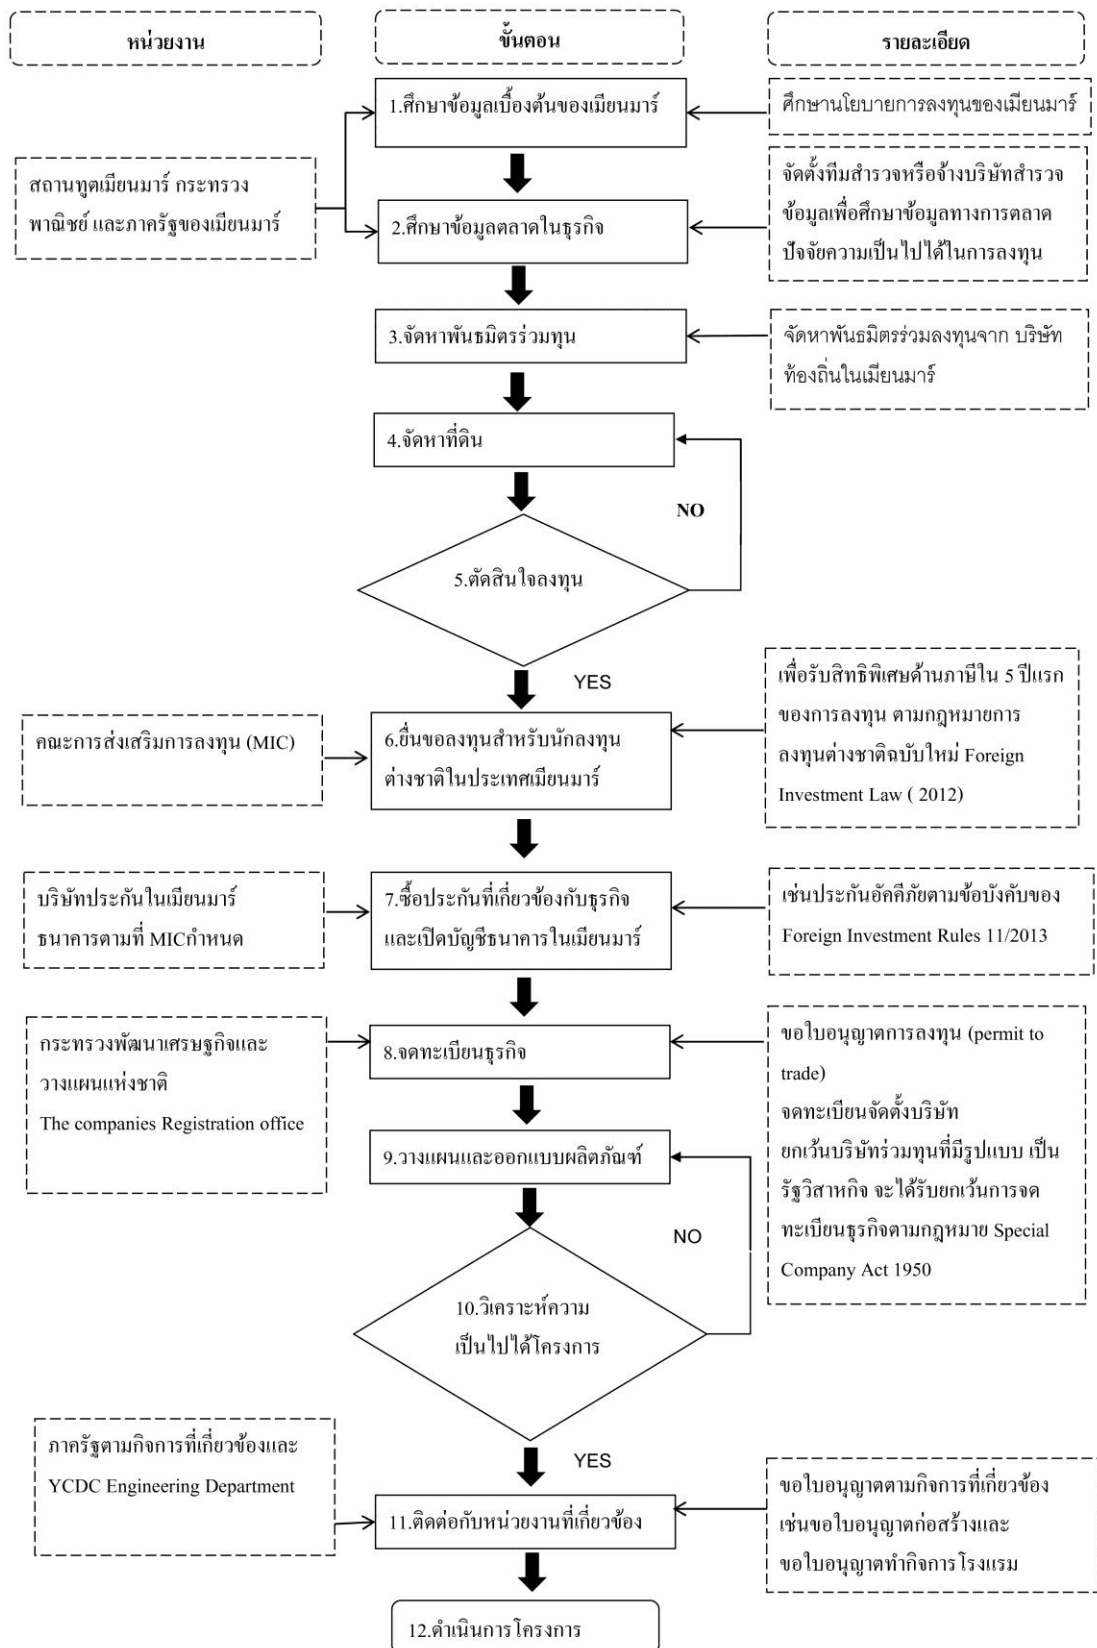 หน่วยงาน
ขั้นตอน
รายละเอียด
1.ศึกษาข้อมูลเบื้องต้นของเมียนมาร์
ศึกษานโยบายการลงทุนของเมียนมาร์
สถานทูตเมียนมาร์ กระทรวง
พาณิชย์ และภาครัฐของเมียนมาร์
2.ศึกษาข้อมูลตลาดในธุรกิจ
จัดตั้งทีมสำรวจหรือจ้างบริษัทสำรวจ
ข้อมูลเพื่อศึกษาข้อมูลทางการตลาด
ปัจจัยความเป็นไปได้ในการลงทุน
3.จัดหาพันธมิตรร่วมทุน
จัดหาพันธมิตรร่วมลงทุนจาก บริษัท
ท้องถิ่นในเมียนมาร์
4.จัดหาที่ดิน
NO
5.ตัดสินใจลงทุน
YES
คณะการส่งเสริมการลงทุน (MIC)
6.ยื่นขอลงทุนสำหรับนักลงทุน
ต่างชาติในประเทศเมียนมาร์
เพื่อรับสิทธิพิเศษด้านภาษีใน 5 ปีแรก
ของการลงทุน ตามกฎหมายการ
ลงทุนต่างชาติฉบับใหม่ Foreign
Investment Law ( 2012)
บริษัทประกันในเมียนมาร์
ธนาคารตามที่ MICกำหนด
7.ซื้อประกันที่เกี่ยวข้องกับธุรกิจ
และเปิดบัญชีธนาคารในเมียนมาร์
เช่นประกันอัคคีภัยตามข้อบังคับของ
Foreign Investment Rules 11/2013
กระทรวงพัฒนาเศรษฐกิจและ
วางแผนแห่งชาติ
The companies Registration office
8.จดทะเบียนธุรกิจ
ขอใบอนุญาตการลงทุน (permit to
trade)
จดทะเบียนจัดตั้งบริษัท
ยกเว้นบริษัทร่วมทุนที่มีรูปแบบ เป็น
รัฐวิสาหกิจ จะได้รับยกเว้นการจด
ทะเบียนธุรกิจตามกฎหมาย Special
Company Act 1950
9.วางแผนและออกแบบผลิตภัณฑ์
NO
10.วิเคราะห์ความ
เป็นไปได้โครงการ
YES
ภาครัฐตามกิจการที่เกี่ยวข้องและ
YCDC Engineering Department
11.ติดต่อกับหน่วยงานที่เกี่ยวข้อง
ขอใบอนุญาตตามกิจการที่เกี่ยวข้อง
เช่นขอใบอนุญาตก่อสร้างและ
ขอใบอนุญาตทำกิจการโรงแรม
12.ดำเนินการโครงการ